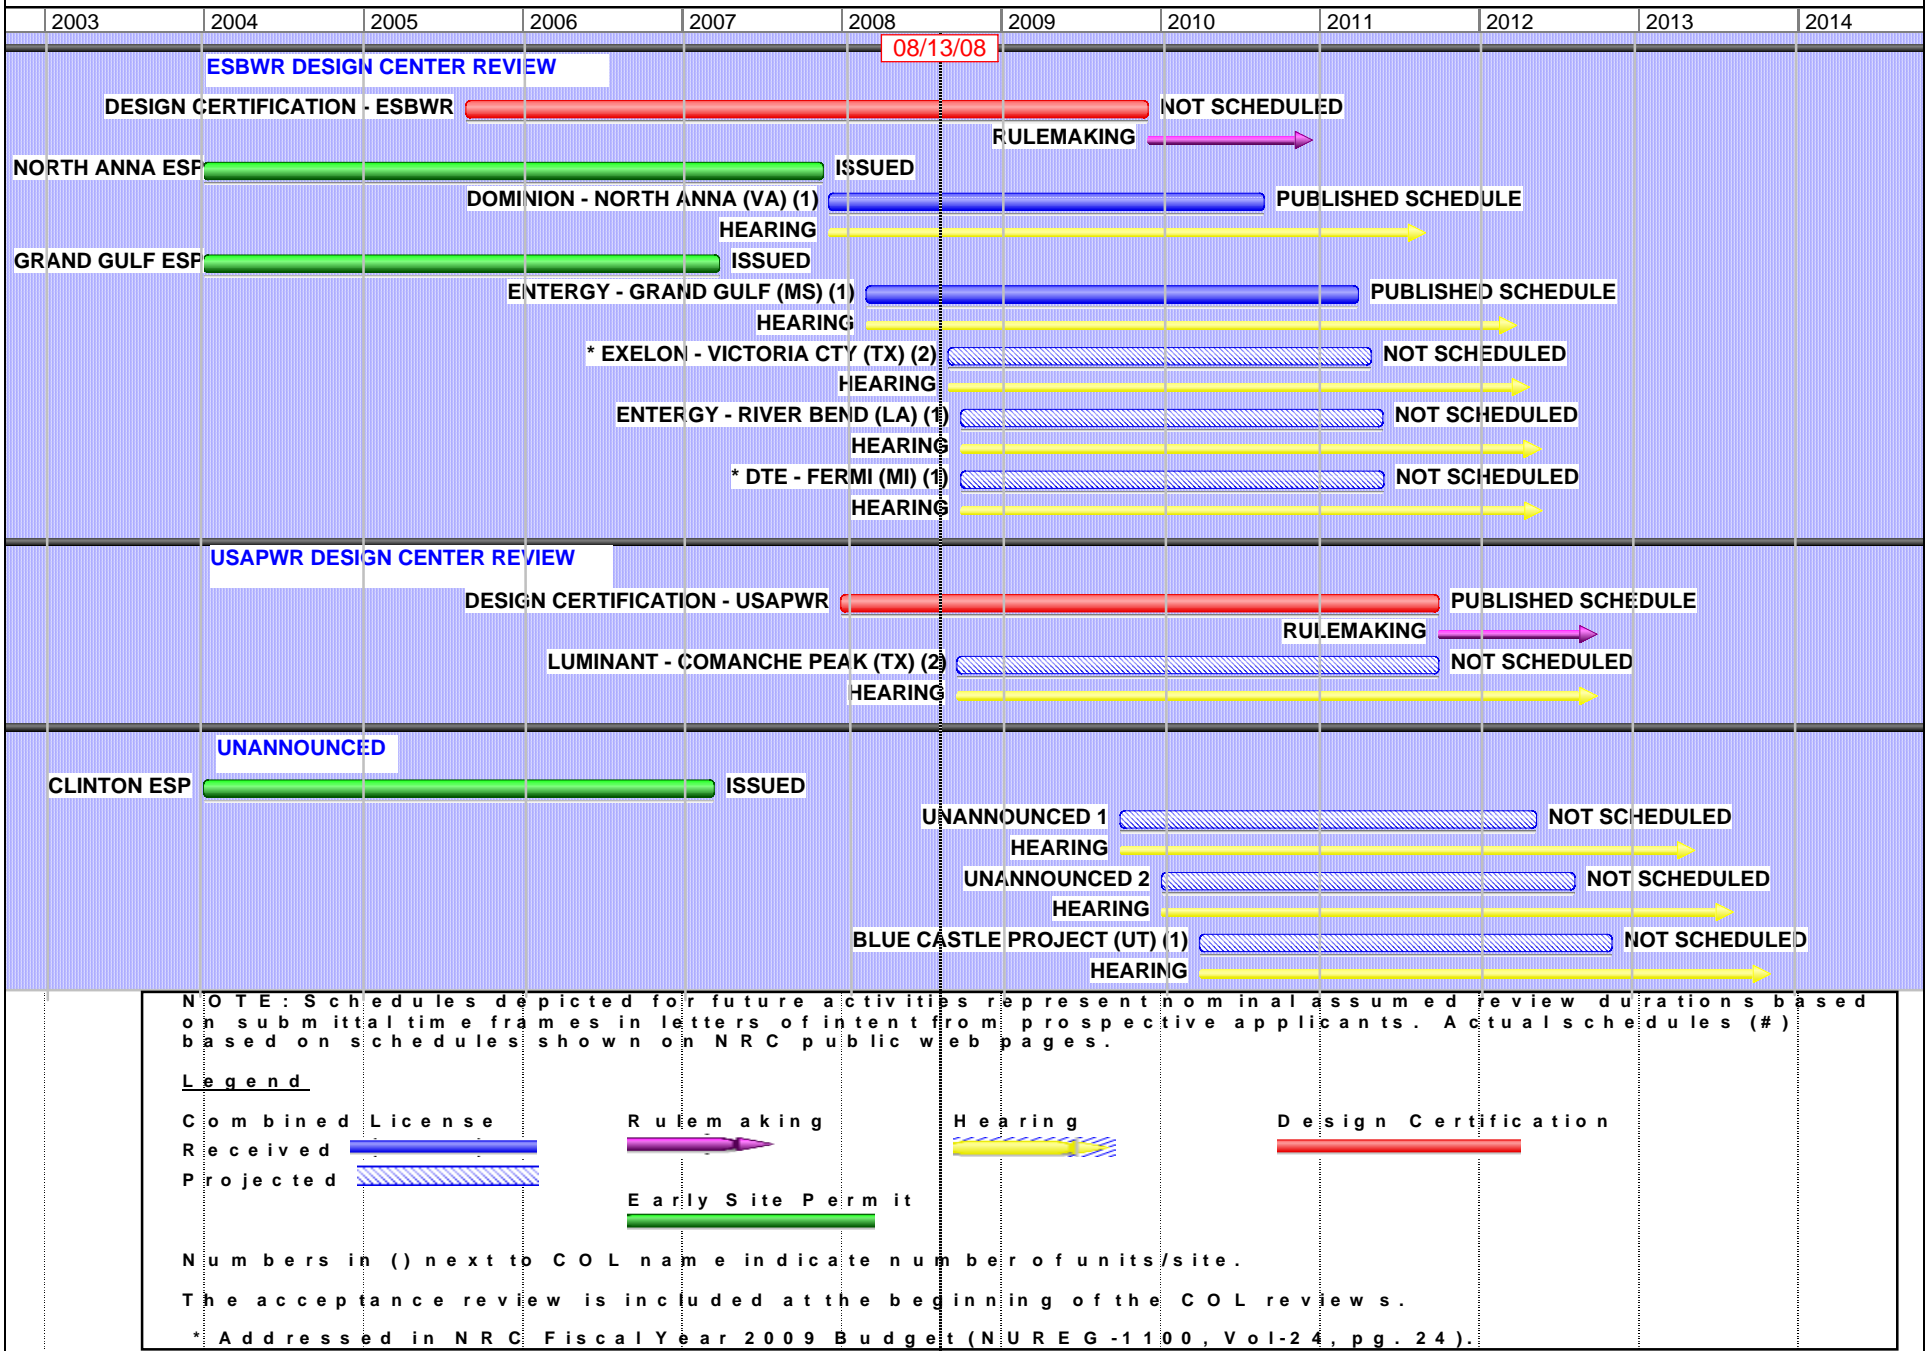 2003 2004 2005 2006 2007 2008 2009 2010 2011 2012 2013 2014
08/13/08
ESBWR DESIGN CENTER REVIEW
DESIGN CERTIFICATION - ESBWR NOT SCHEDULED
RULEMAKING
NORTH ANNA ESP ISSUED
DOMINION - NORTH ANNA (VA) (1) PUBLISHED SCHEDULE
HEARING
GRAND GULF ESP ISSUED
ENTERGY - GRAND GULF (MS) (1) PUBLISHED SCHEDULE
HEARING
* EXELON - VICTORIA CTY (TX) (2) NOT SCHEDULED
HEARING
ENTERGY - RIVER BEND (LA) (1) NOT SCHEDULED
HEARING
* DTE - FERMI (MI) (1) NOT SCHEDULED
HEARING
USAPWR DESIGN CENTER REVIEW
DESIGN CERTIFICATION - USAPWR PUBLISHED SCHEDULE
RULEMAKING
LUMINANT - COMANCHE PEAK (TX) (2) NOT SCHEDULED
HEARING
UNANNOUNCED
CLINTON ESP ISSUED
UNANNOUNCED 1 NOT SCHEDULED
HEARING
UNANNOUNCED 2 NOT SCHEDULED
HEARING
BLUE CASTLE PROJECT (UT) (1) NOT SCHEDULED
HEARING
NOTE: Schedules depicted for future activities represent nominal assumed review durations based
on submittal time frames in letters of intent from prospective applicants. Actual schedules (#)
based on schedules shown on NRC public web pages.
Legend
Combined License Rulemaking Hearing Design Certification
Received
Projected
Early Site Permit
Numbers in () next to COL name indicate number of units/site.
The acceptance review is included at the beginning of the COL reviews.
* Addressed in NRC Fiscal Year 2009 Budget (NUREG-1100, Vol-24, pg. 24).